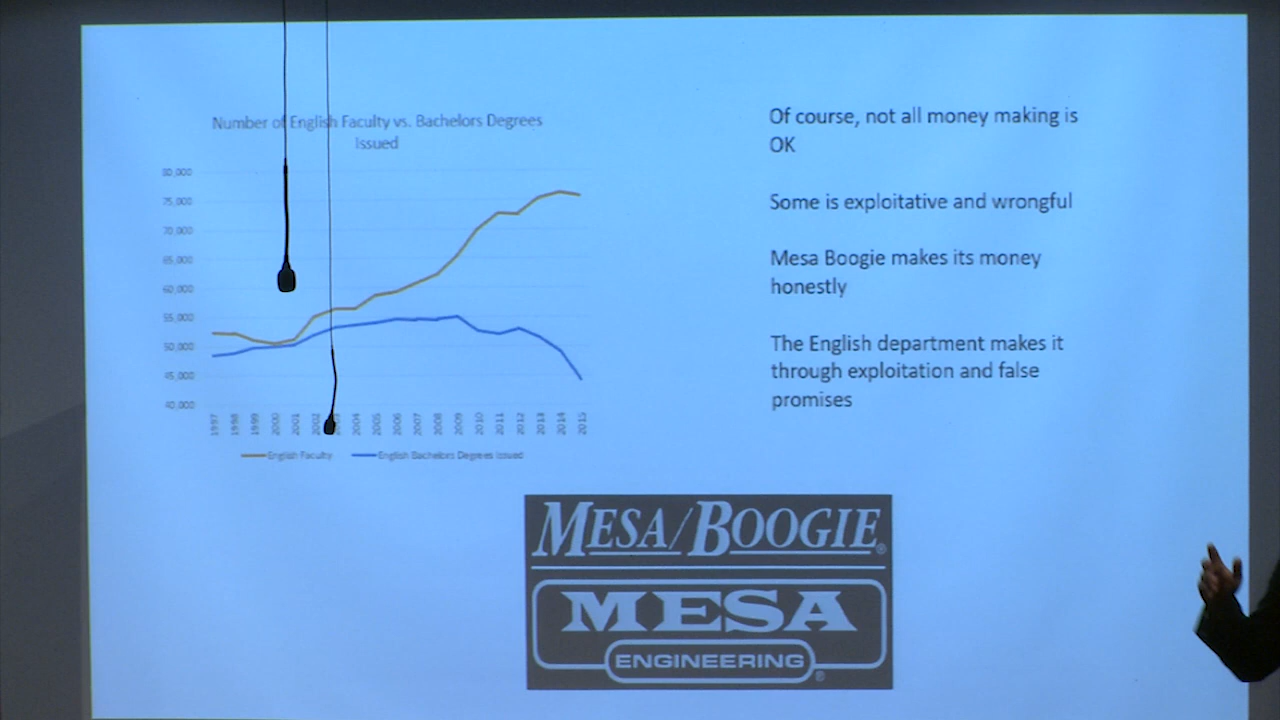 Number of English Faculty vs. Bachelors Degrees
Issued
80,000
75,000
70,000
65,000
60,000
55,000
50,000
45,000
40,000
1997
1998
1999
2000
2001
2002
2004
2005
2006
2007
2008
2009
2010
2011
2012
2013
2014
2015
English Faculty
English Bachelors Degrees Issued
Of course, not all money making is
OK
Some is exploitative and wrongful
Mesa Boogie makes its money
honestly
The English department makes it
through exploitation and false
promises
MESA/BOOGIE®
MESA
ENGINEERING®